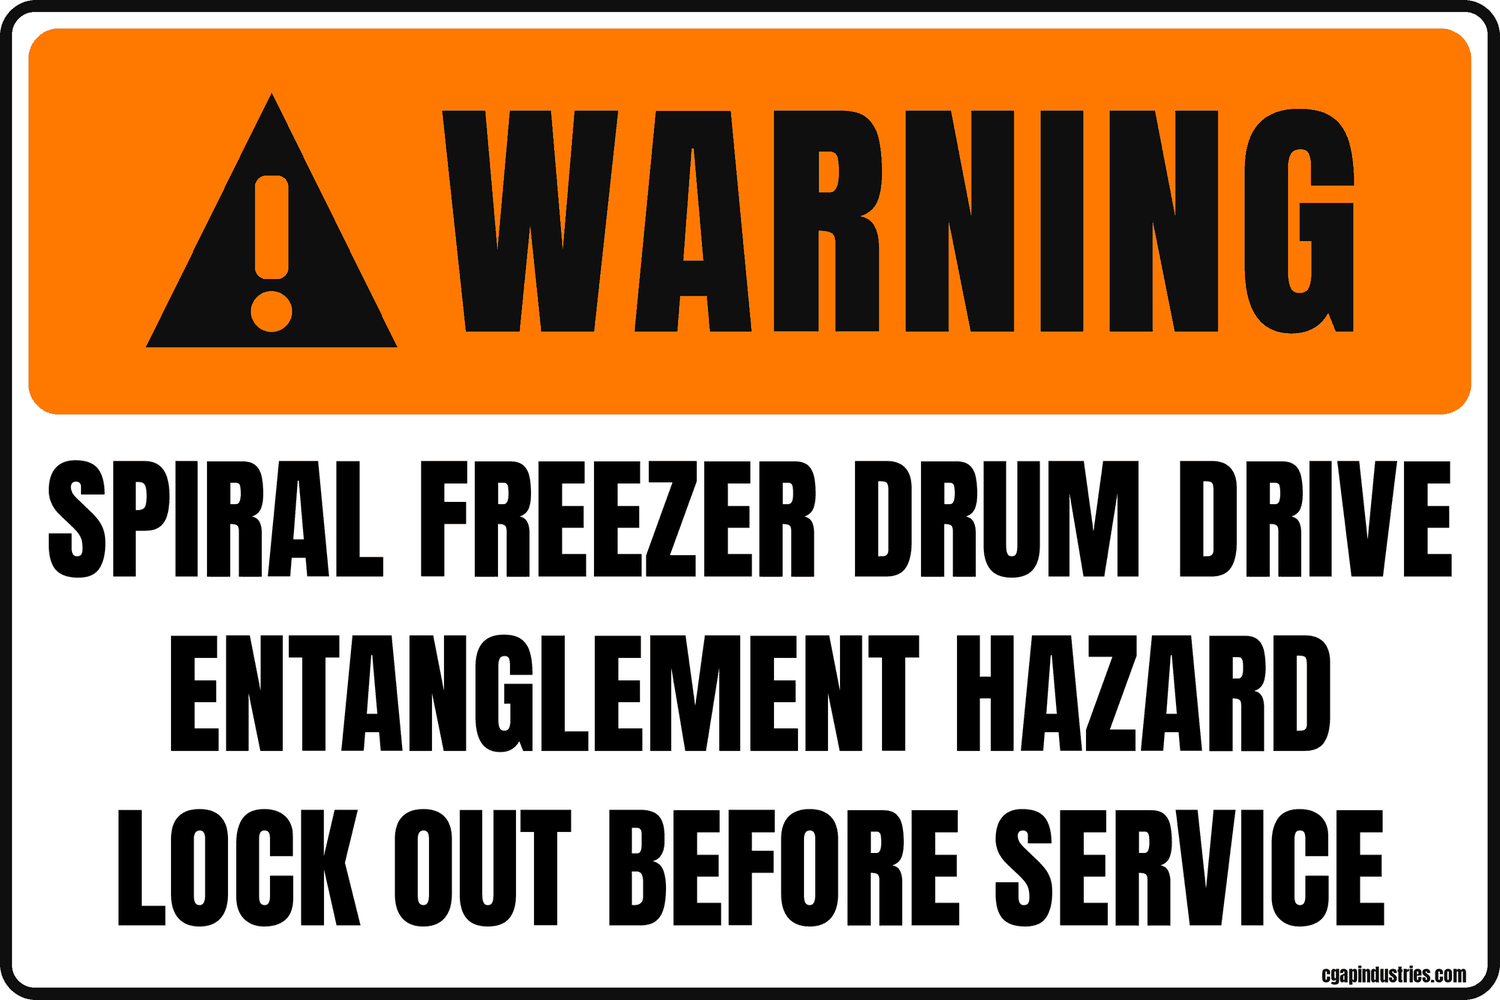 WARNING
SPIRAL FREEZER DRUM DRIVE
ENTANGLEMENT HAZARD
LOCK OUT BEFORE SERVICE
cgapindustries.com